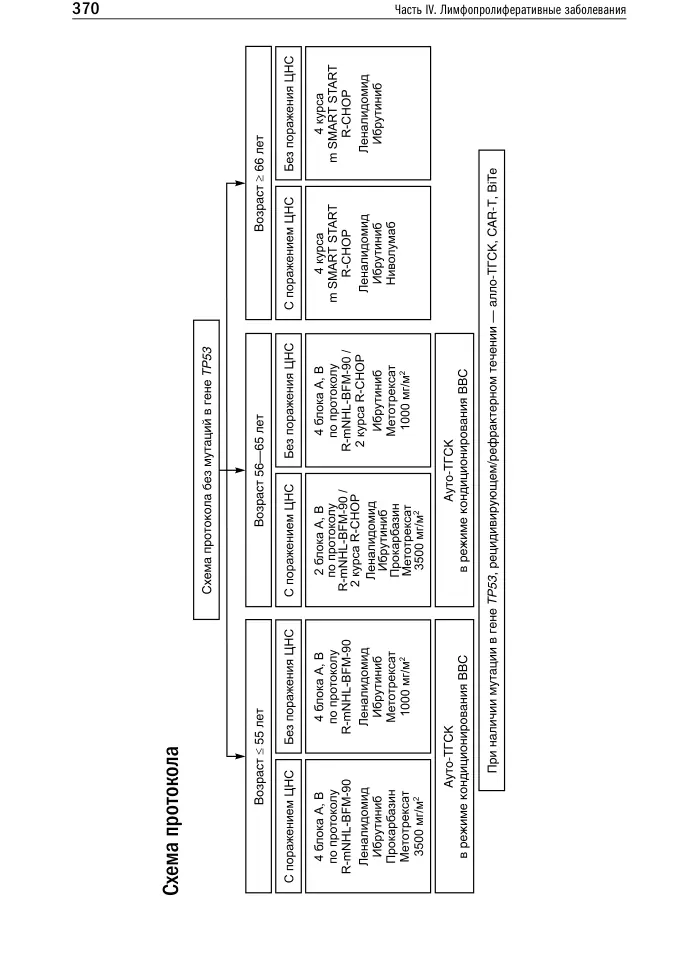 370
Часть IV. Лимфопролиферативные заболевания
Схема протокола
Схема протокола без мутаций в гене TP53
Возраст ≤ 55 лет
С поражением ЦНС
4 блока А, В
по протоколу
R-mNHL-BFM-90
Леналидомид
Ибрутиниб
Прокарбазин
Метотрексат
3500 мг/м²
Без поражения ЦНС
4 блока А, В
по протоколу
R-mNHL-BFM-90
Леналидомид
Ибрутиниб
Метотрексат
1000 мг/м²
Ауто-ТГСК
в режиме кондиционирования BBC
Возраст 56—65 лет
С поражением ЦНС
2 блока А, В
по протоколу
R-mNHL-BFM-90 /
2 курса R-CHOP
Леналидомид
Ибрутиниб
Прокарбазин
Метотрексат
3500 мг/м²
Без поражения ЦНС
4 блока А, В
по протоколу
R-mNHL-BFM-90 /
2 курса R-CHOP
Ибрутиниб
Метотрексат
1000 мг/м²
Ауто-ТГСК
в режиме кондиционирования BBC
Возраст ≥ 66 лет
С поражением ЦНС
4 курса
m SMART START
R-CHOP
Леналидомид
Ибрутиниб
Ниволумаб
Без поражения ЦНС
4 курса
m SMART START
R-CHOP
Леналидомид
Ибрутиниб
При наличии мутации в гене TP53, рецидивирующем/рефрактерном течении — алло-ТГСК, CAR-T, BiTe